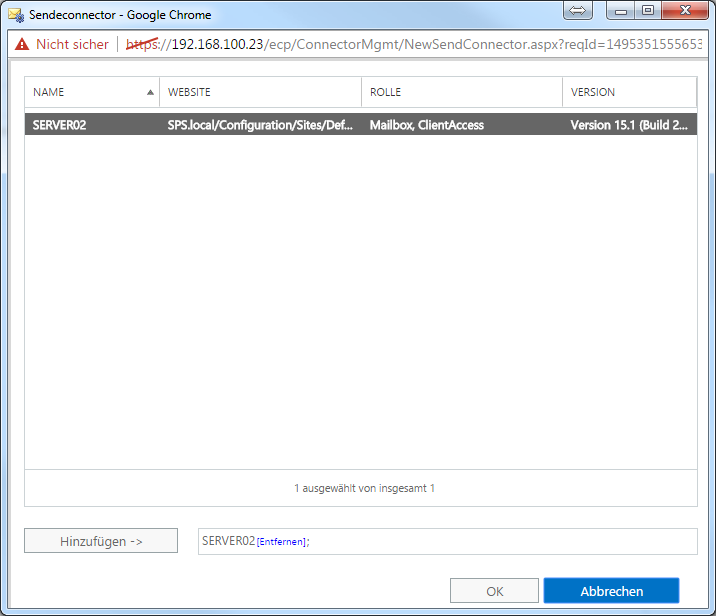 Sendeconnector - Google Chrome
Nicht sicher https://192.168.100.23/ecp/ConnectorMgmt/NewSendConnector.aspx?reqId=1495351555653
NAME WEBSITE ROLLE VERSION
SERVER02 SPS.local/Configuration/Sites/Def... Mailbox, ClientAccess Version 15.1 (Build 2...
1 ausgewählt von insgesamt 1
Hinzufügen -> SERVER02[Entfernen];
OK Abbrechen